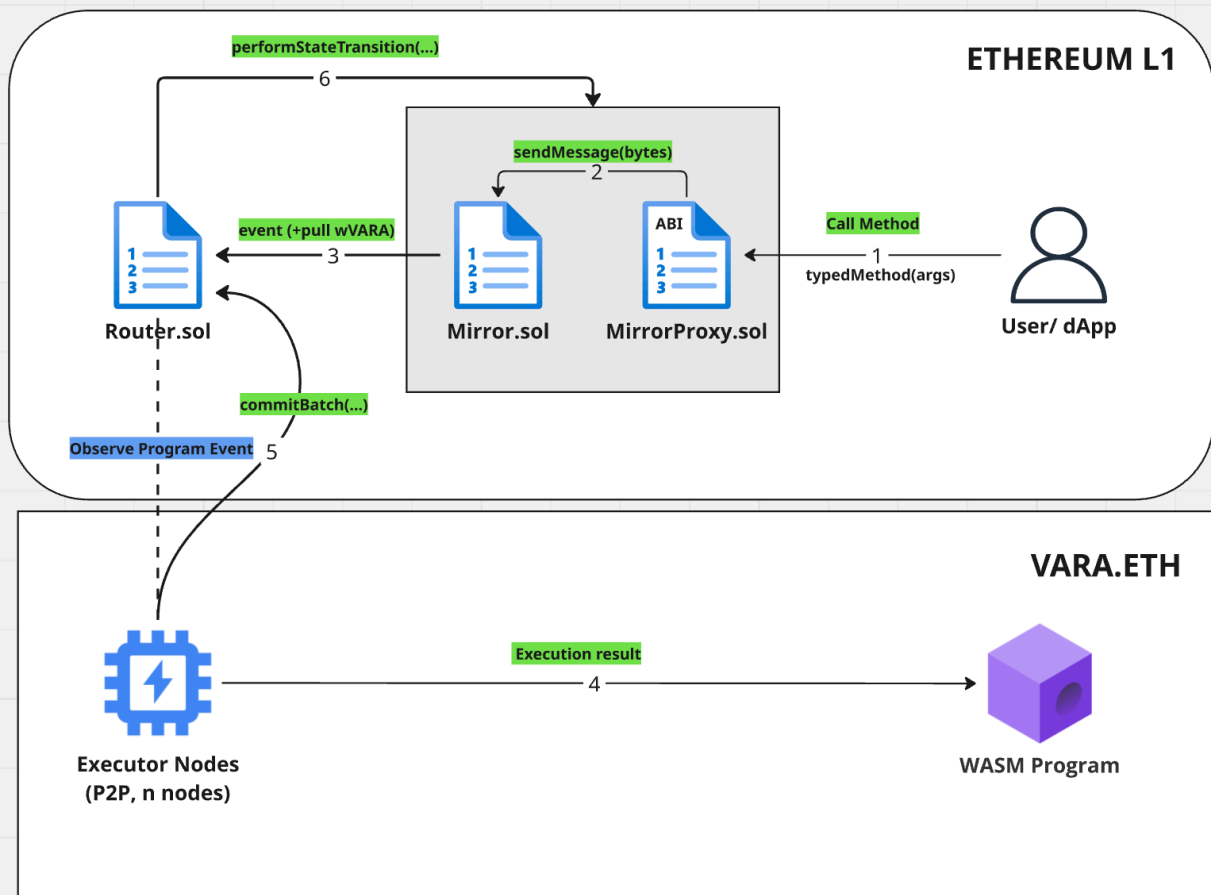 performStateTransition(...)
6
ETHEREUM L1
sendMessage(bytes)
2
event (+pull wVARA)
3
ABI
Call Method
1
typedMethod(args)
1
2
3
1
2
3
1
2
3
Router.sol
Mirror.sol
MirrorProxy.sol
User/ dApp
commitBatch(...)
Observe Program Event
5
VARA.ETH
Execution result
4
Executor Nodes
(P2P, n nodes)
WASM Program